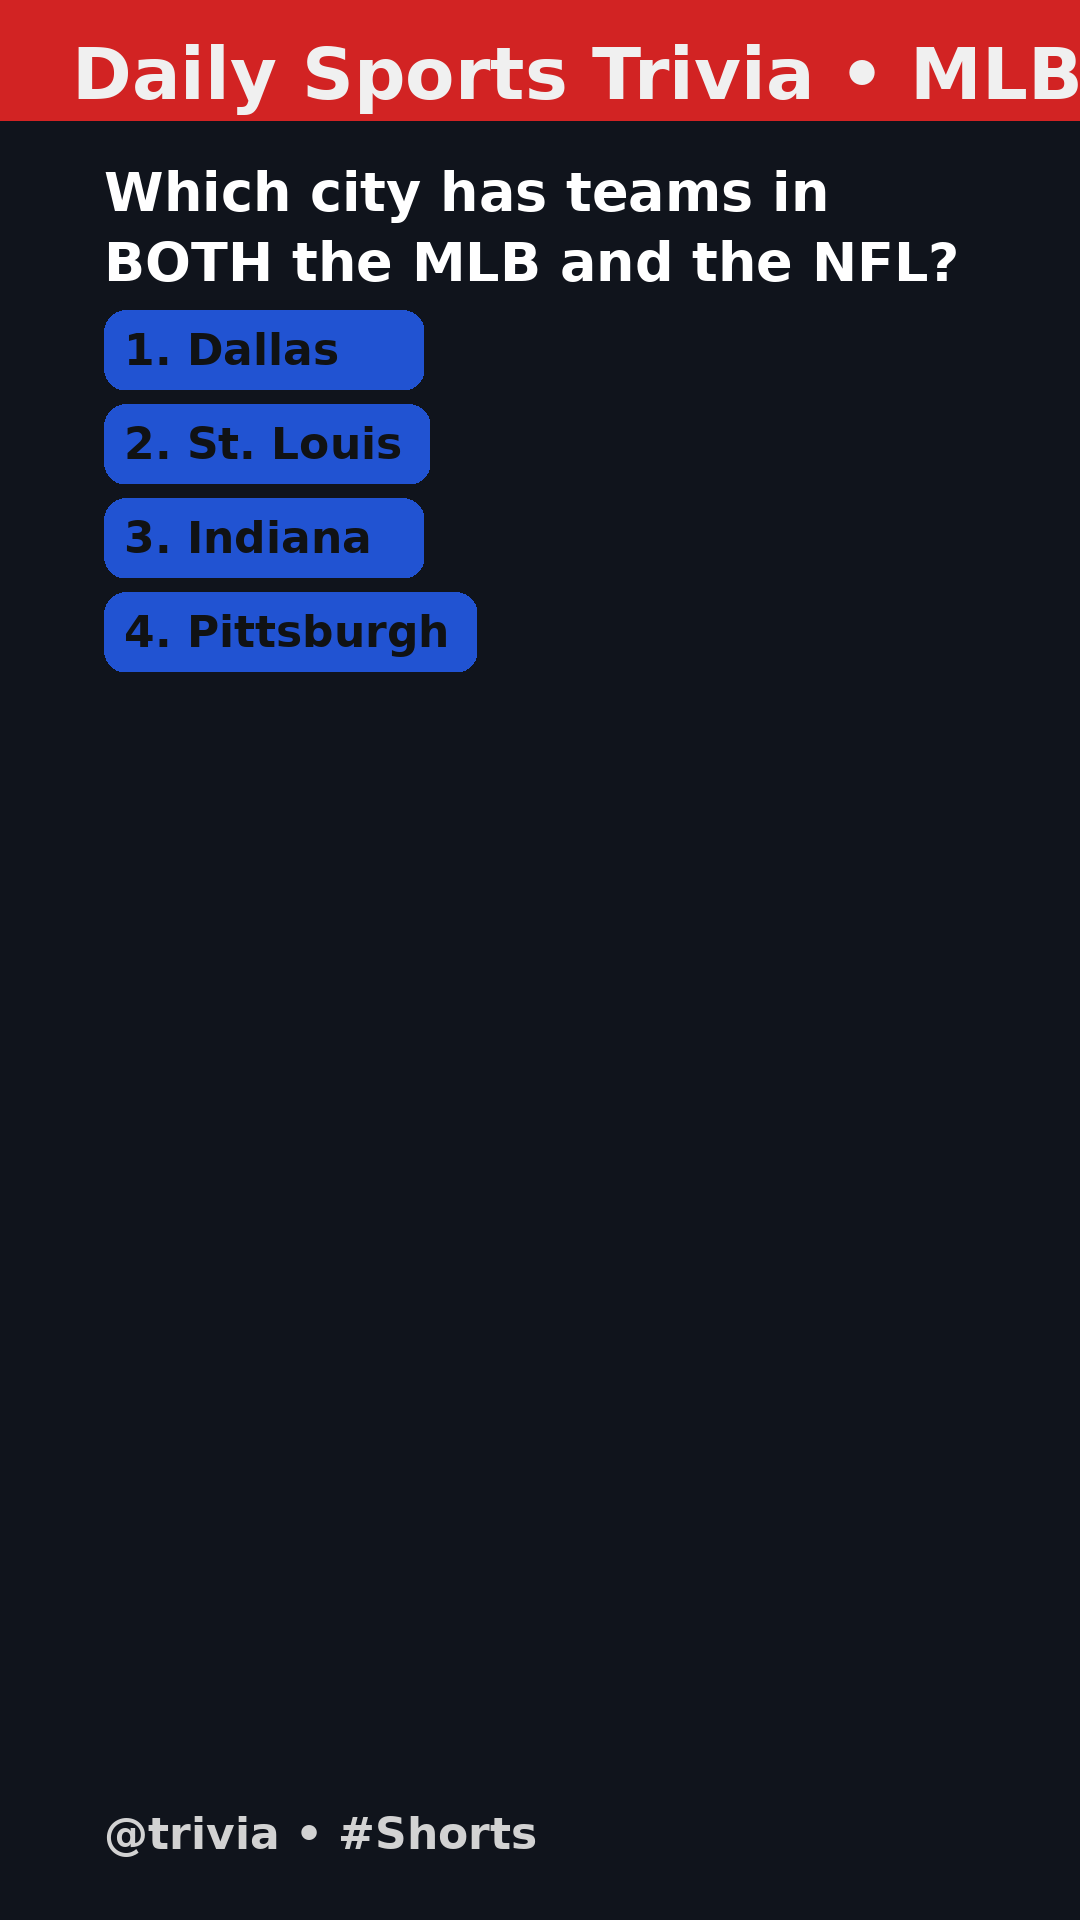 Daily Sports Trivia • MLB
Which city has teams in
BOTH the MLB and the NFL?
1. Dallas
2. St. Louis
3. Indiana
4. Pittsburgh
@trivia • #Shorts